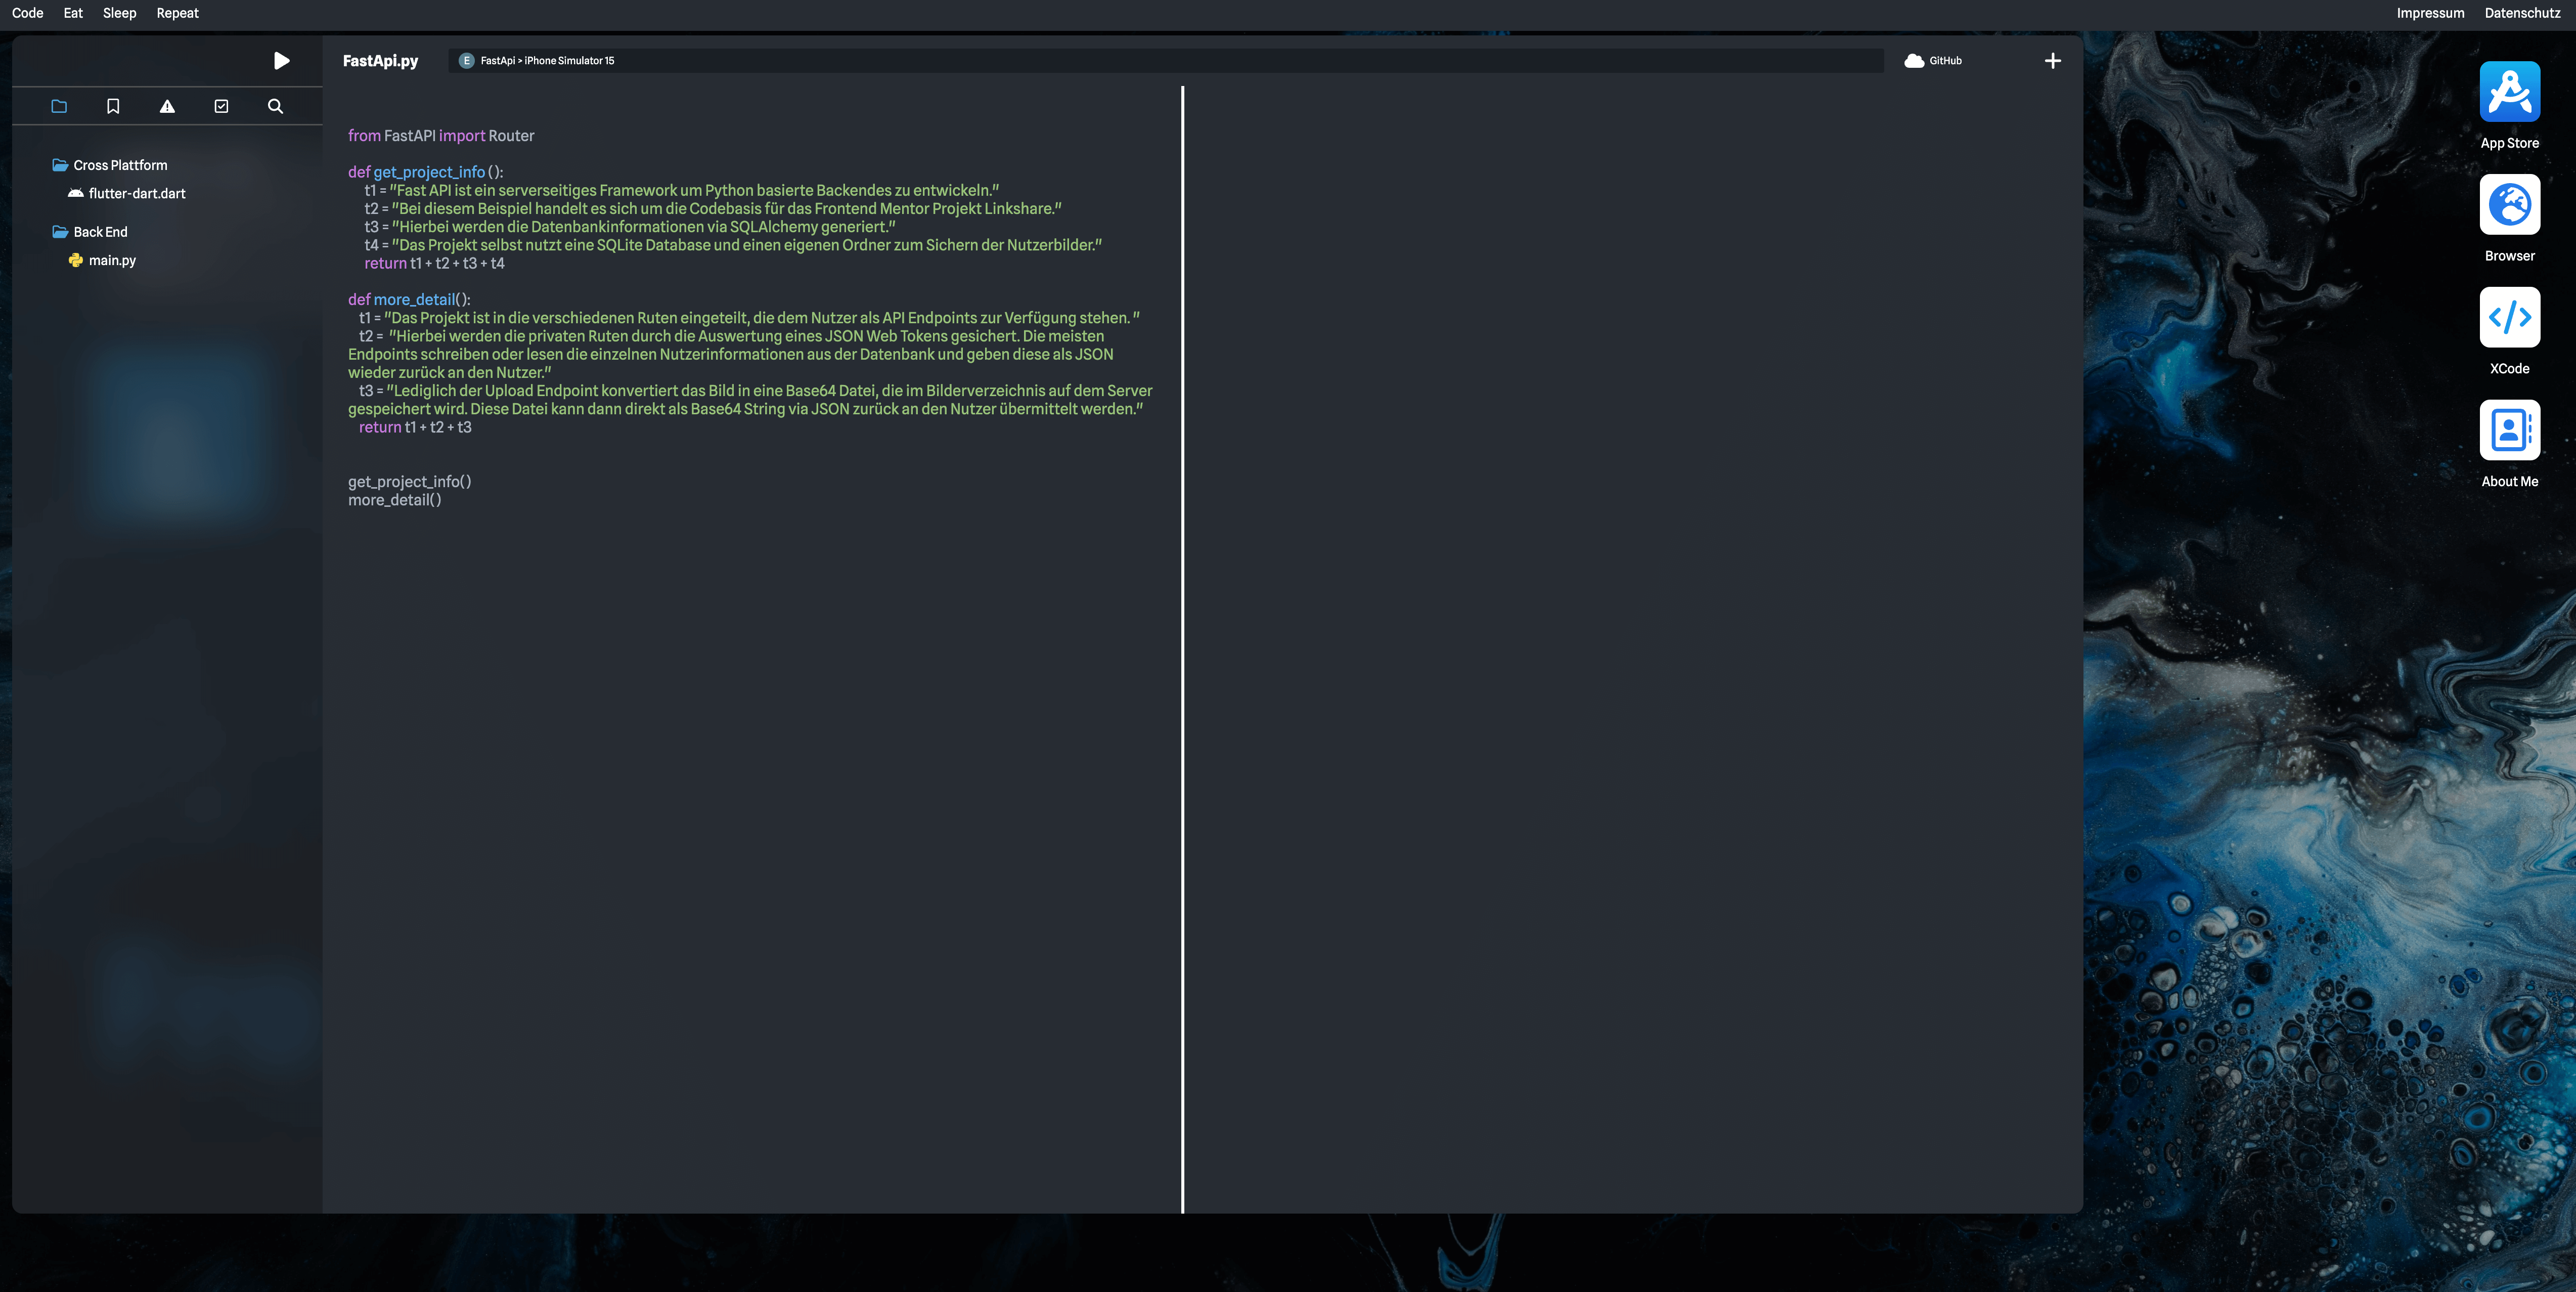 Code Eat Sleep Repeat Impressum Datenschutz
FastApi.py E FastApi > iPhone Simulator 15 GitHub
Cross Plattform
flutter-dart.dart
Back End
main.py
from FastAPI import Router
def get_project_info ():
t1 = "Fast API ist ein serverseitiges Framework um Python basierte Backendes zu entwickeln."
t2 = "Bei diesem Beispiel handelt es sich um die Codebasis für das Frontend Mentor Projekt Linkshare."
t3 = "Hierbei werden die Datenbankinformationen via SQLAlchemy generiert."
t4 = "Das Projekt selbst nutzt eine SQLite Database und einen eigenen Ordner zum Sichern der Nutzerbilder."
return t1 + t2 + t3 + t4
def more_detail():
t1 = "Das Projekt ist in die verschiedenen Ruten eingeteilt, die dem Nutzer als API Endpoints zur Verfügung stehen. "
t2 = "Hierbei werden die privaten Ruten durch die Auswertung eines JSON Web Tokens gesichert. Die meisten
Endpoints schreiben oder lesen die einzelnen Nutzerinformationen aus der Datenbank und geben diese als JSON
wieder zurück an den Nutzer."
t3 = "Lediglich der Upload Endpoint konvertiert das Bild in eine Base64 Datei, die im Bilderverzeichnis auf dem Server
gespeichert wird. Diese Datei kann dann direkt als Base64 String via JSON zurück an den Nutzer übermittelt werden."
return t1 + t2 + t3
get_project_info()
more_detail()
App Store
Browser
XCode
About Me